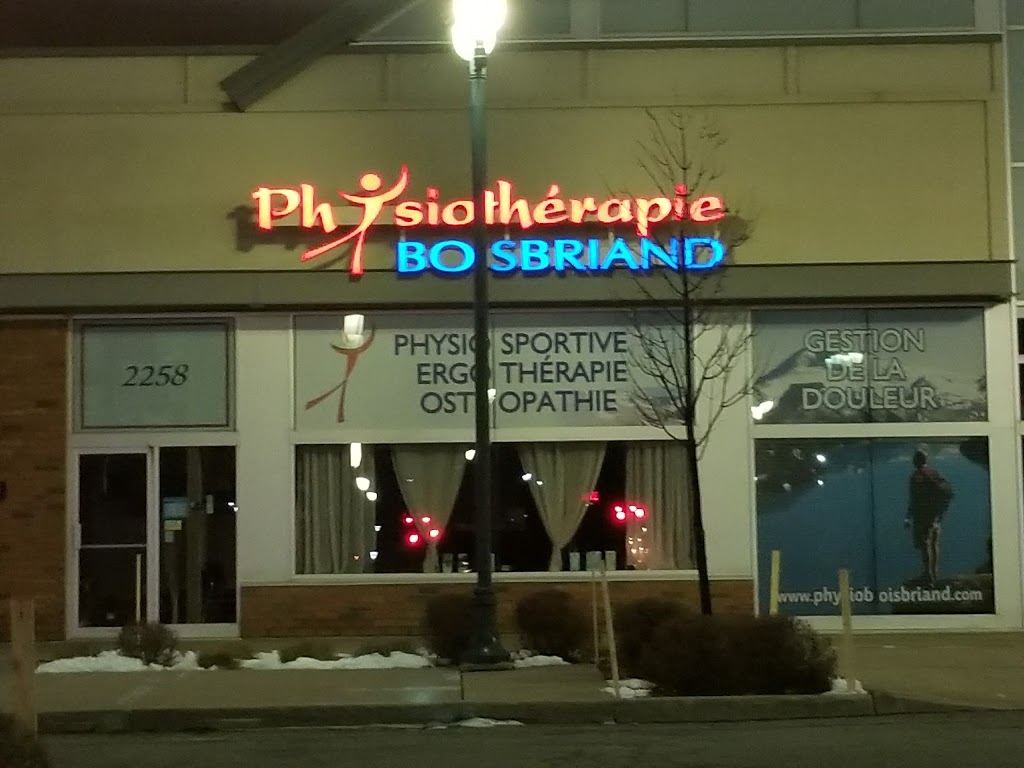 Physiothérapie
BOISBRIAND
2258
PHYSIO SPORTIVE
ERGOTHÉRAPIE
OSTÉOPATHIE
GESTION
DE LA
DOULEUR
www.physioboisbriand.com